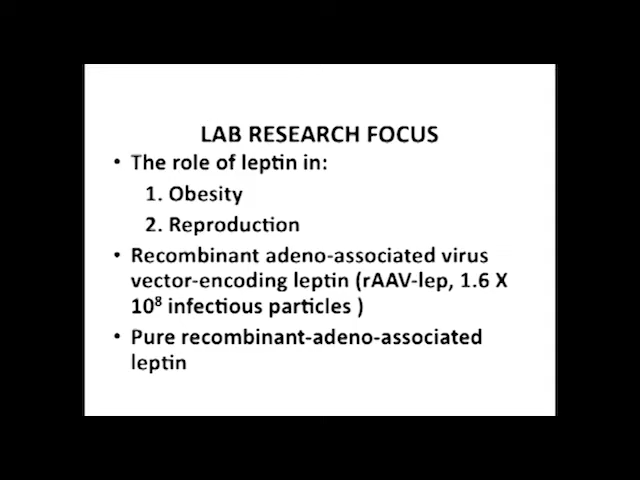 LAB RESEARCH FOCUS
• The role of leptin in:
1. Obesity
2. Reproduction
• Recombinant adeno-associated virus
vector-encoding leptin (rAAV-lep, 1.6 X
10⁸ infectious particles )
• Pure recombinant-adeno-associated
leptin